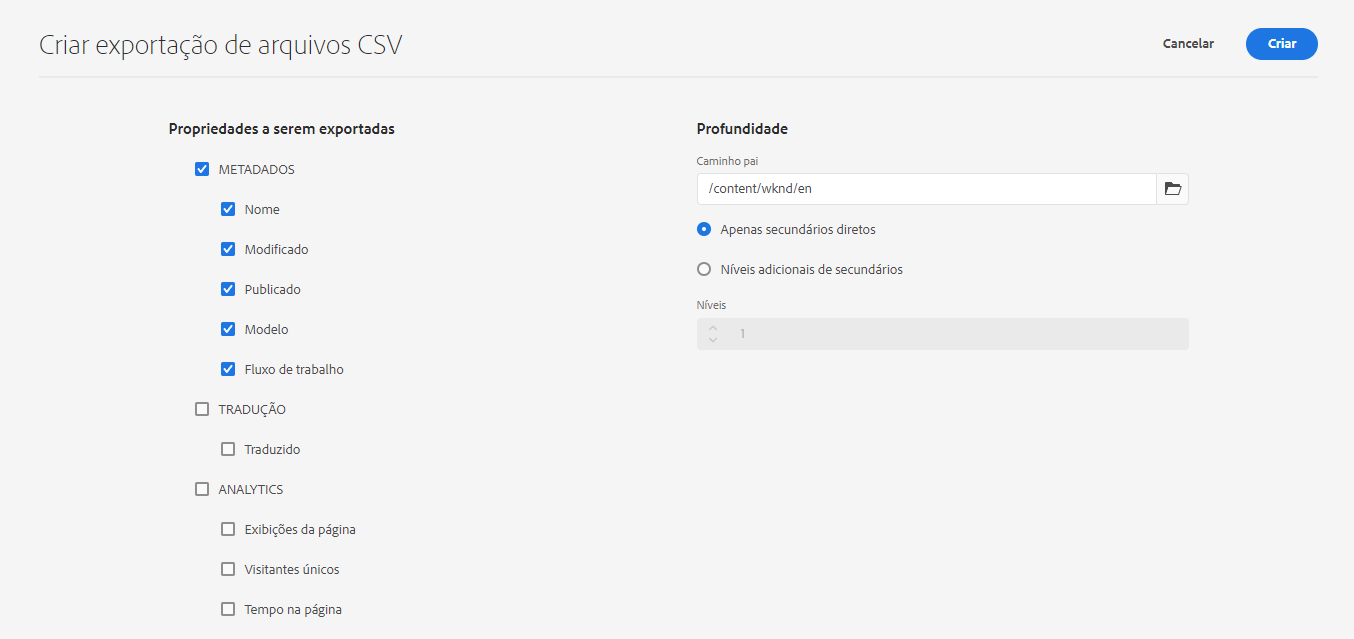 Criar exportação de arquivos CSV
Cancelar
Criar
Propriedades a serem exportadas
METADADOS
Nome
Modificado
Publicado
Modelo
Fluxo de trabalho
TRADUÇÃO
Traduzido
ANALYTICS
Exibições da página
Visitantes únicos
Tempo na página
Profundidade
Caminho pai
/content/wknd/en
Apenas secundários diretos
Níveis adicionais de secundários
Níveis
1